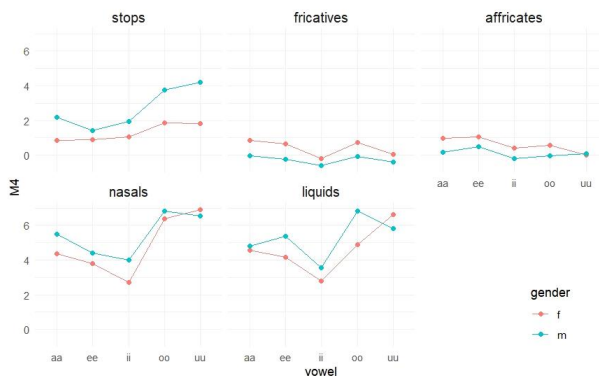 stops fricatives affricates
6
4
2
0
M4
aa ee ii oo uu
nasals liquids
6
4
2
0
gender
f
m
aa ee ii oo uu aa ee ii oo uu
vowel